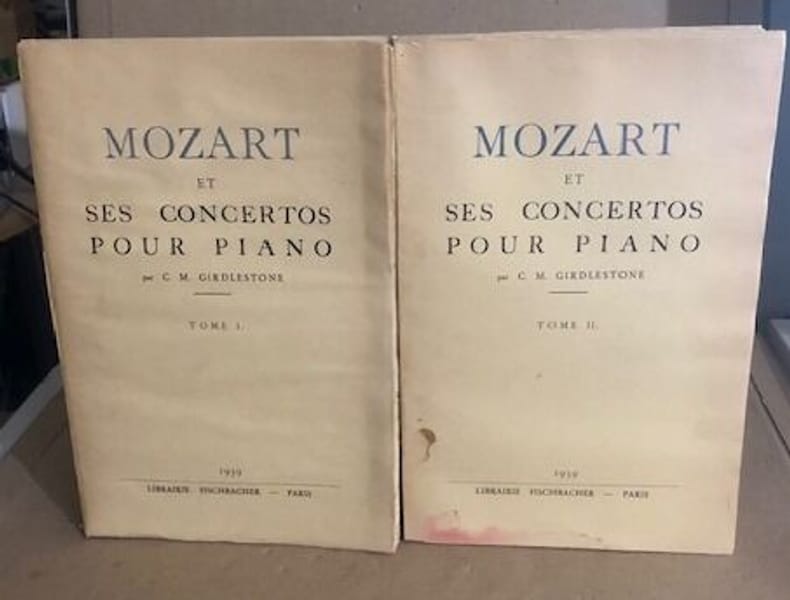 MOZART
ET
SES CONCERTOS
POUR PIANO
par C. M. GIRDLESTONE
TOME I.
1939
LIBRAIRIE FISCHBACHER — PARIS
MOZART
ET
SES CONCERTOS
POUR PIANO
par C. M. GIRDLESTONE
TOME II.
1939
LIBRAIRIE FISCHBACHER — PARIS